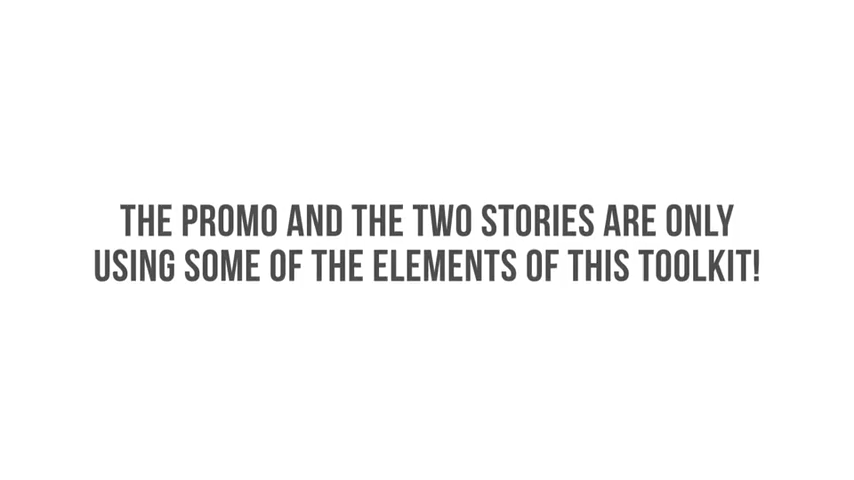 THE PROMO AND THE TWO STORIES ARE ONLY
USING SOME OF THE ELEMENTS OF THIS TOOLKIT!